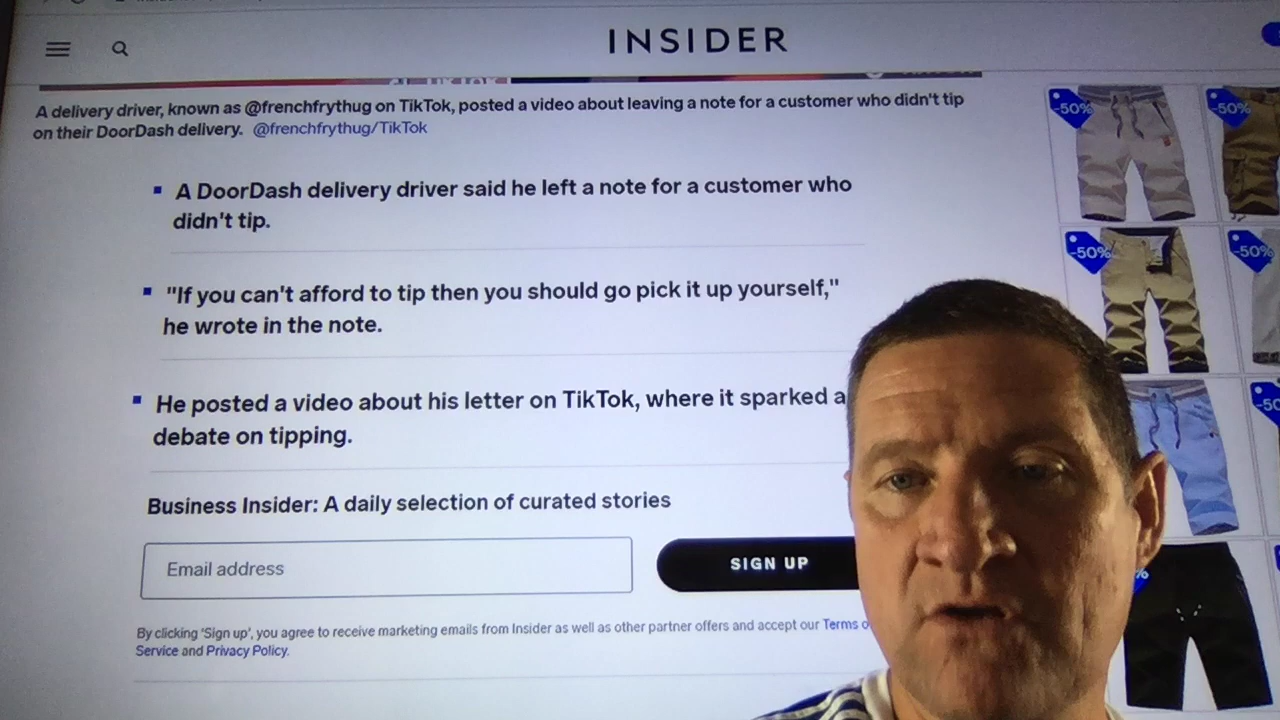 INSIDER
A delivery driver, known as @frenchfrythug on TikTok, posted a video about leaving a note for a customer who didn't tip
on their DoorDash delivery. @frenchfrythug/TikTok
-50%
-50%
A DoorDash delivery driver said he left a note for a customer who
didn't tip.
-50%
-50%
"If you can't afford to tip then you should go pick it up yourself,"
he wrote in the note.
He posted a video about his letter on TikTok, where it sparked a
debate on tipping.
Business Insider: A daily selection of curated stories
Email address
SIGN UP
By clicking 'Sign up', you agree to receive marketing emails from Insider as well as other partner offers and accept our Terms o
Service and Privacy Policy.